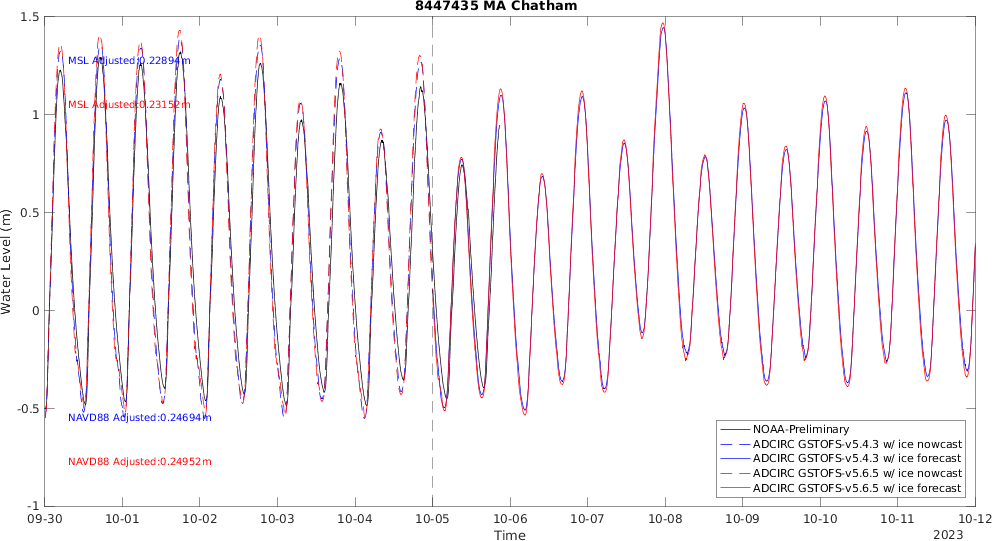 8447435 MA Chatham
1.5
1
0.5
0
-0.5
-1
Water Level (m)
MSL Adjusted:0.22894m
MSL Adjusted:0.23152m
NAVD88 Adjusted:0.24694m
NAVD88 Adjusted:0.24952m
NOAA-Preliminary
ADCIRC GSTOFS-v5.4.3 w/ ice nowcast
ADCIRC GSTOFS-v5.4.3 w/ ice forecast
ADCIRC GSTOFS-v5.6.5 w/ ice nowcast
ADCIRC GSTOFS-v5.6.5 w/ ice forecast
09-30 10-01 10-02 10-03 10-04 10-05 10-06 10-07 10-08 10-09 10-10 10-11 10-12
Time
2023